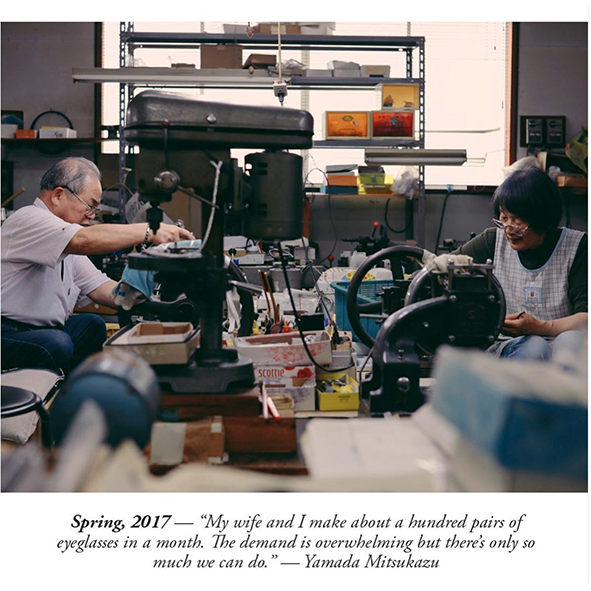 scottie
Spring, 2017 — “My wife and I make about a hundred pairs of
eyeglasses in a month. The demand is overwhelming but there’s only so
much we can do.” — Yamada Mitsukazu